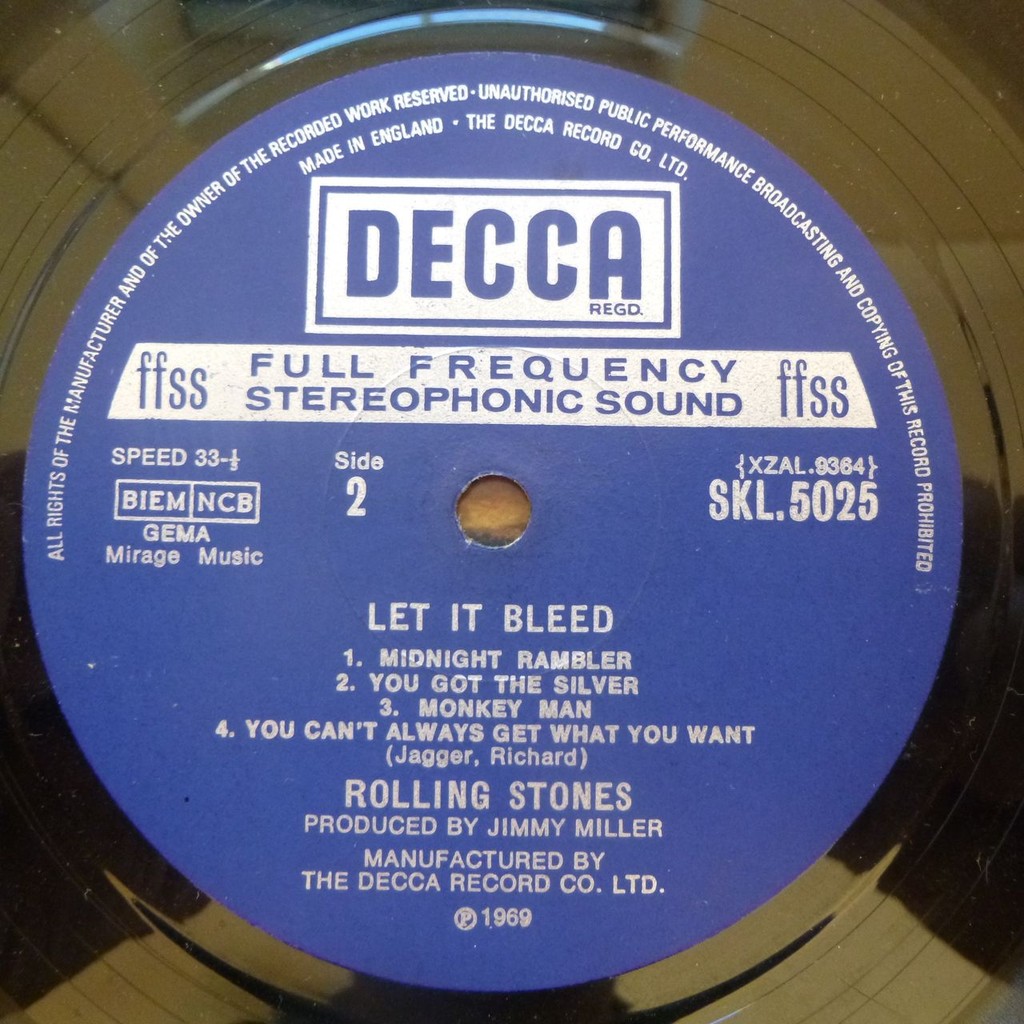 ALL RIGHTS OF THE MANUFACTURER AND OF THE OWNER OF THE RECORDED WORK RESERVED · UNAUTHORISED PUBLIC PERFORMANCE BROADCASTING AND COPYING OF THIS RECORD PROHIBITED
MADE IN ENGLAND · THE DECCA RECORD CO. LTD.
DECCA
REGD.
ffss FULL FREQUENCY ffss
STEREOPHONIC SOUND
SPEED 33-⅓
BIEM NCB
GEMA
Mirage Music
Side
2
{XZAL.9364}
SKL.5025
LET IT BLEED
1. MIDNIGHT RAMBLER
2. YOU GOT THE SILVER
3. MONKEY MAN
4. YOU CAN'T ALWAYS GET WHAT YOU WANT
(Jagger, Richard)
ROLLING STONES
PRODUCED BY JIMMY MILLER
MANUFACTURED BY
THE DECCA RECORD CO. LTD.
℗ 1969